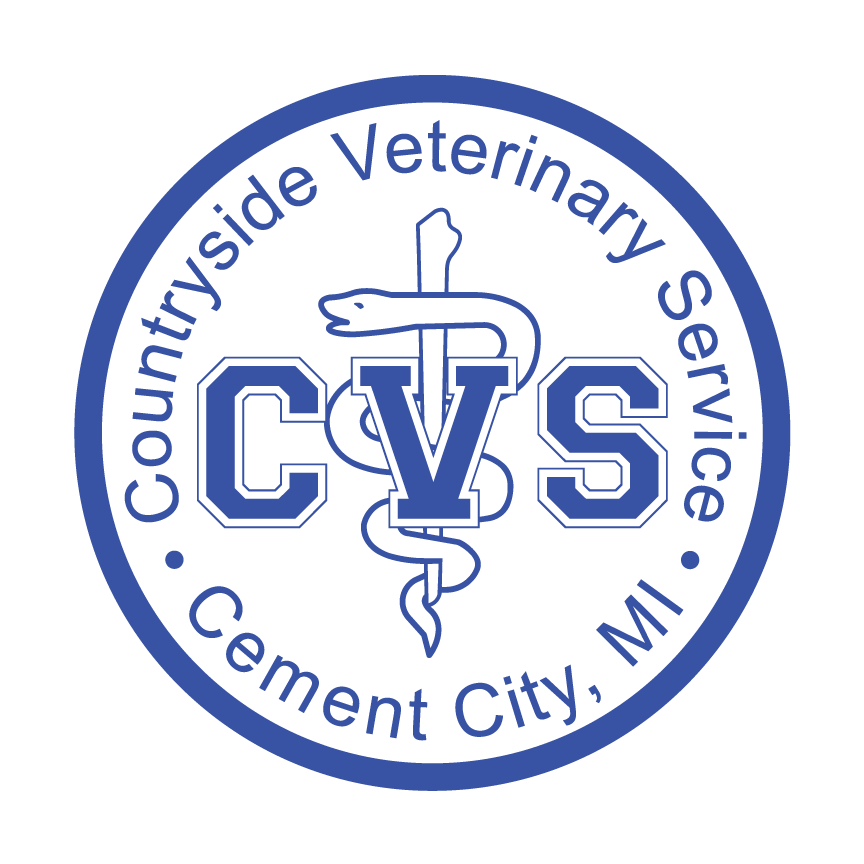 Countryside Veterinary Service
CVS
• Cement City, MI •